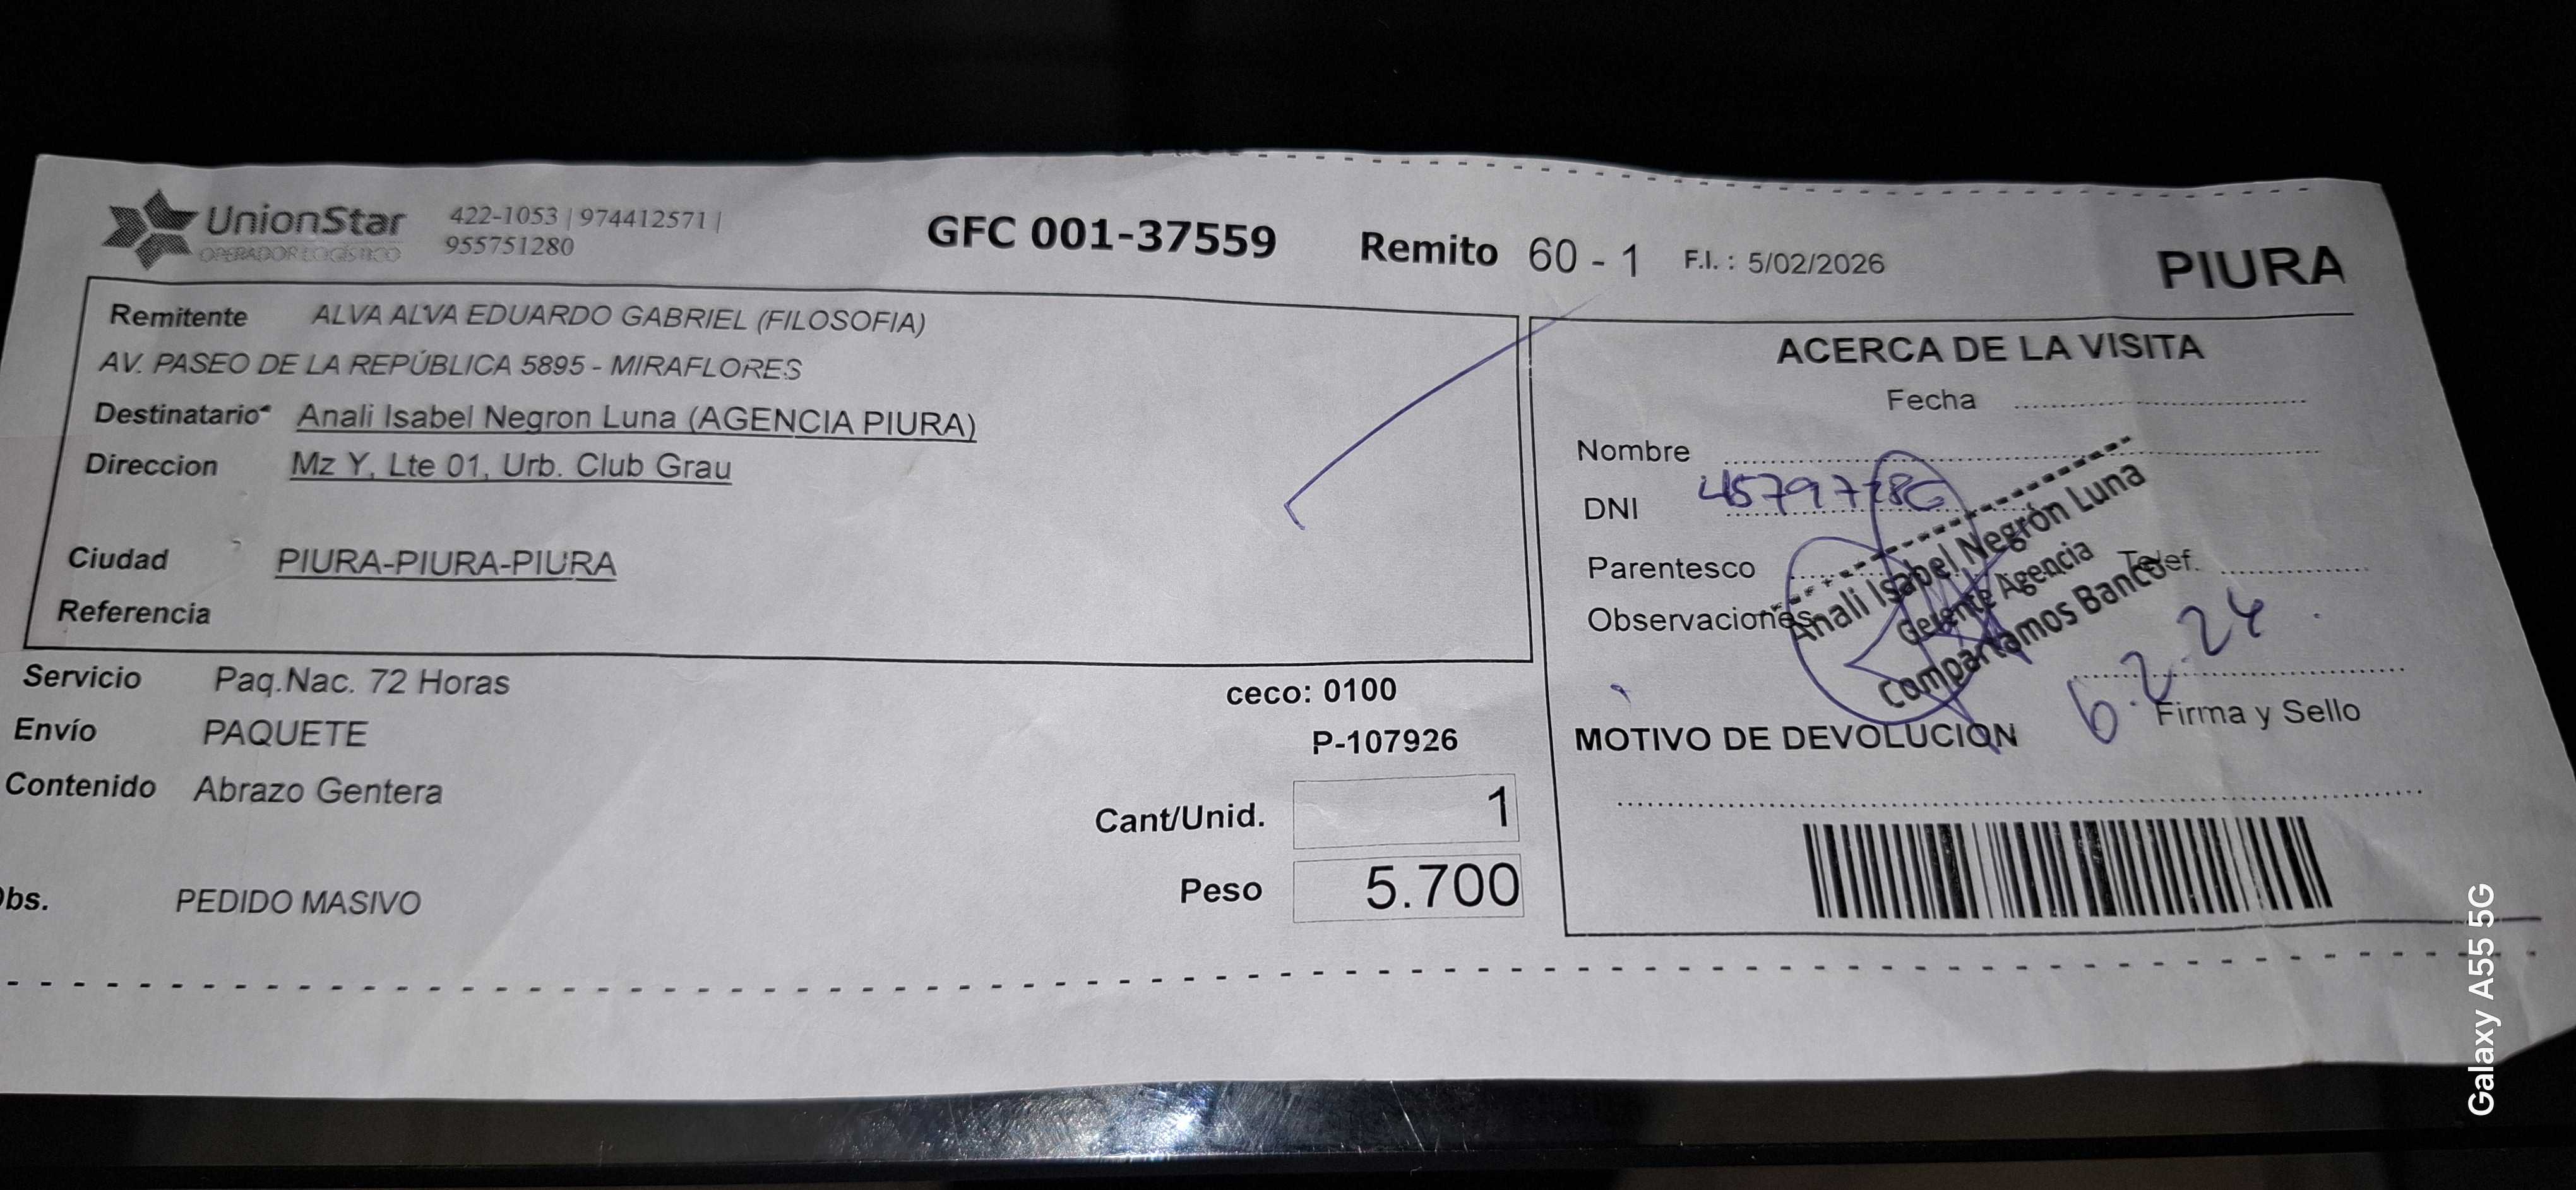 UnionStar
OPERADOR LOGÍSTICO
422-1053 | 974412571 |
955751280
GFC 001-37559
Remito 60 - 1
F.I. : 5/02/2026
PIURA
Remitente ALVA ALVA EDUARDO GABRIEL (FILOSOFIA)
AV. PASEO DE LA REPÚBLICA 5895 - MIRAFLORES
Destinatario* Anali Isabel Negron Luna (AGENCIA PIURA)
Direccion Mz Y, Lte 01, Urb. Club Grau
Ciudad PIURA-PIURA-PIURA
Referencia
Servicio Paq.Nac. 72 Horas
Envío PAQUETE
Contenido Abrazo Gentera
Obs. PEDIDO MASIVO
ceco: 0100
P-107926
Cant/Unid. 1
Peso 5.700
ACERCA DE LA VISITA
Fecha
Nombre
DNI
Parentesco
Telef.
Observaciones
Anali Isabel Negrón Luna
Gerente Agencia
Compartamos Banco
6.2.24
Firma y Sello
MOTIVO DE DEVOLUCION
Galaxy A55 5G